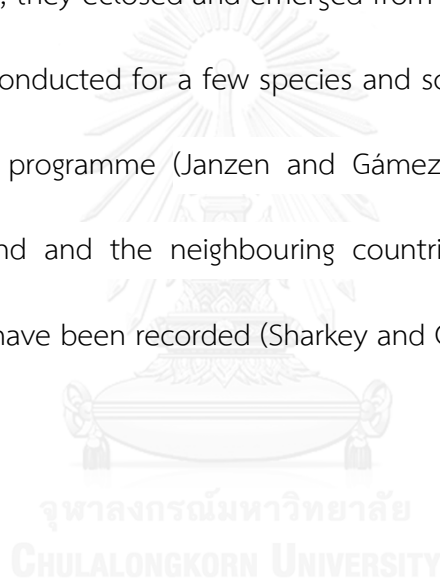 , they eclosed and emerged from
onducted for a few species and so
programme (Janzen and Gámez
nd and the neighbouring countri
have been recorded (Sharkey and
จุฬาลงกรณ์มหาวิทยาลัย
CHULALONGKORN UNIVERSITY